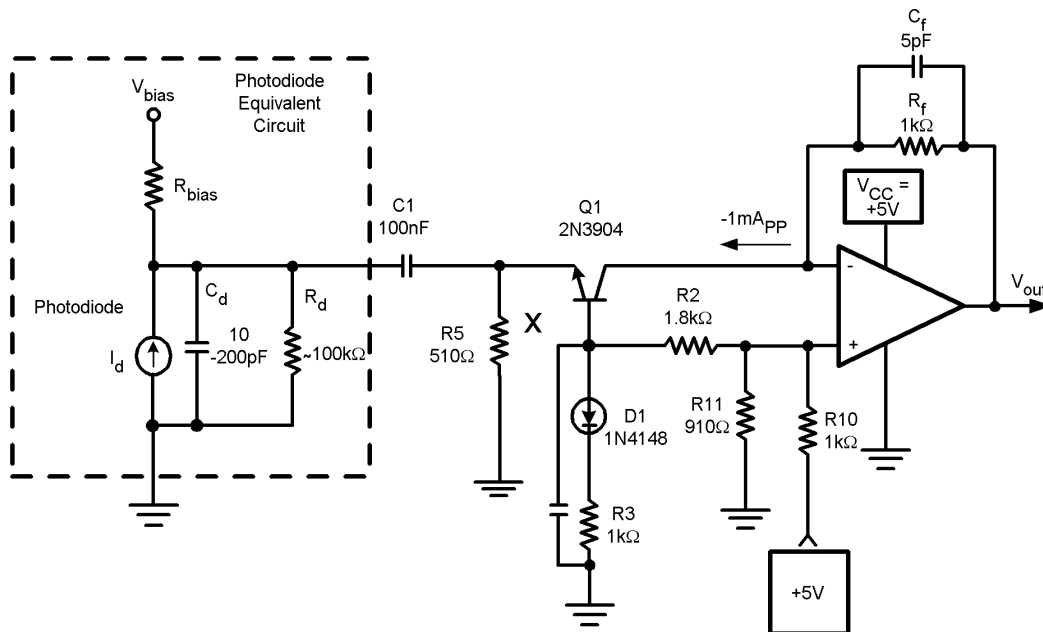 Photodiode
Equivalent
Circuit
Vbias
Rbias
Photodiode
Id
Cd
10
-200pF
Rd
~100kΩ
C1
100nF
R5
510Ω
X
Q1
2N3904
-1mAPP
D1
1N4148
R3
1kΩ
R2
1.8kΩ
R11
910Ω
R10
1kΩ
+5V
Cf
5pF
Rf
1kΩ
VCC =
+5V
-
+
Vout